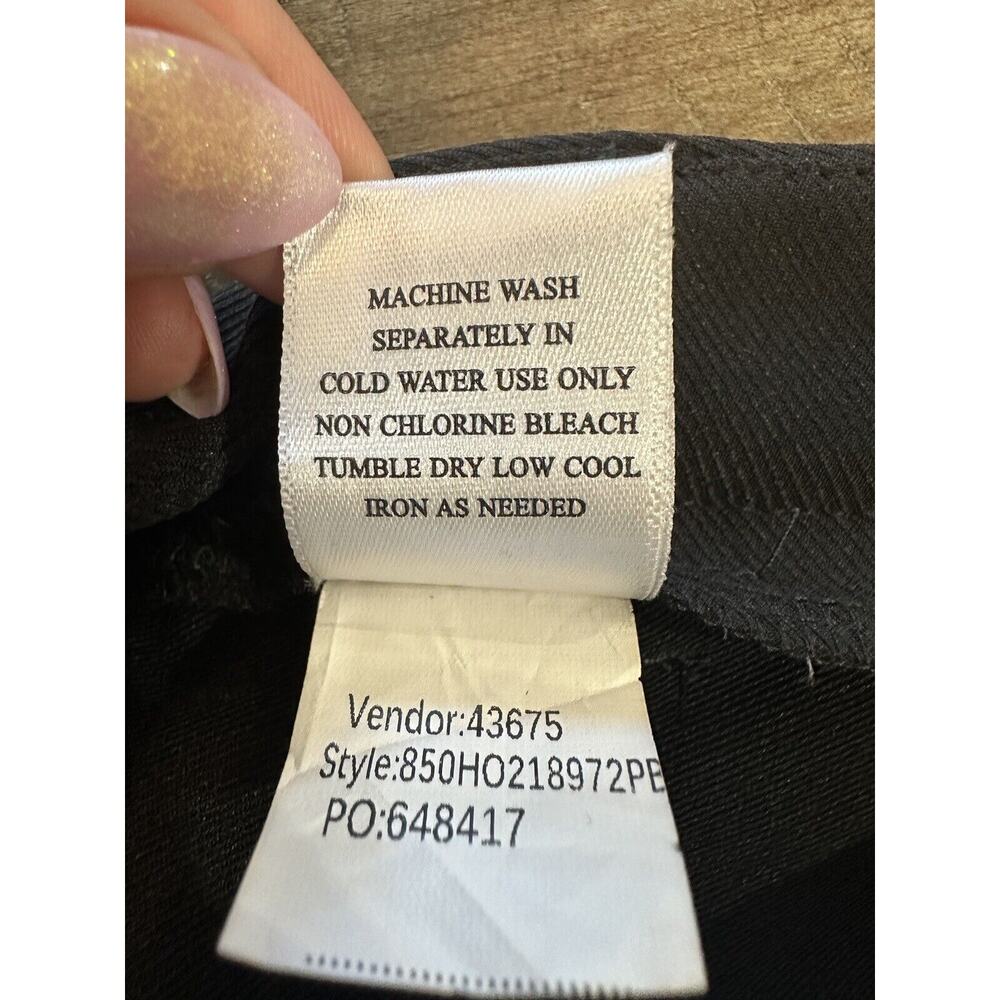 MACHINE WASH
SEPARATELY IN
COLD WATER USE ONLY
NON CHLORINE BLEACH
TUMBLE DRY LOW COOL
IRON AS NEEDED
Vendor:43675
Style:850HO218972PE
PO:648417